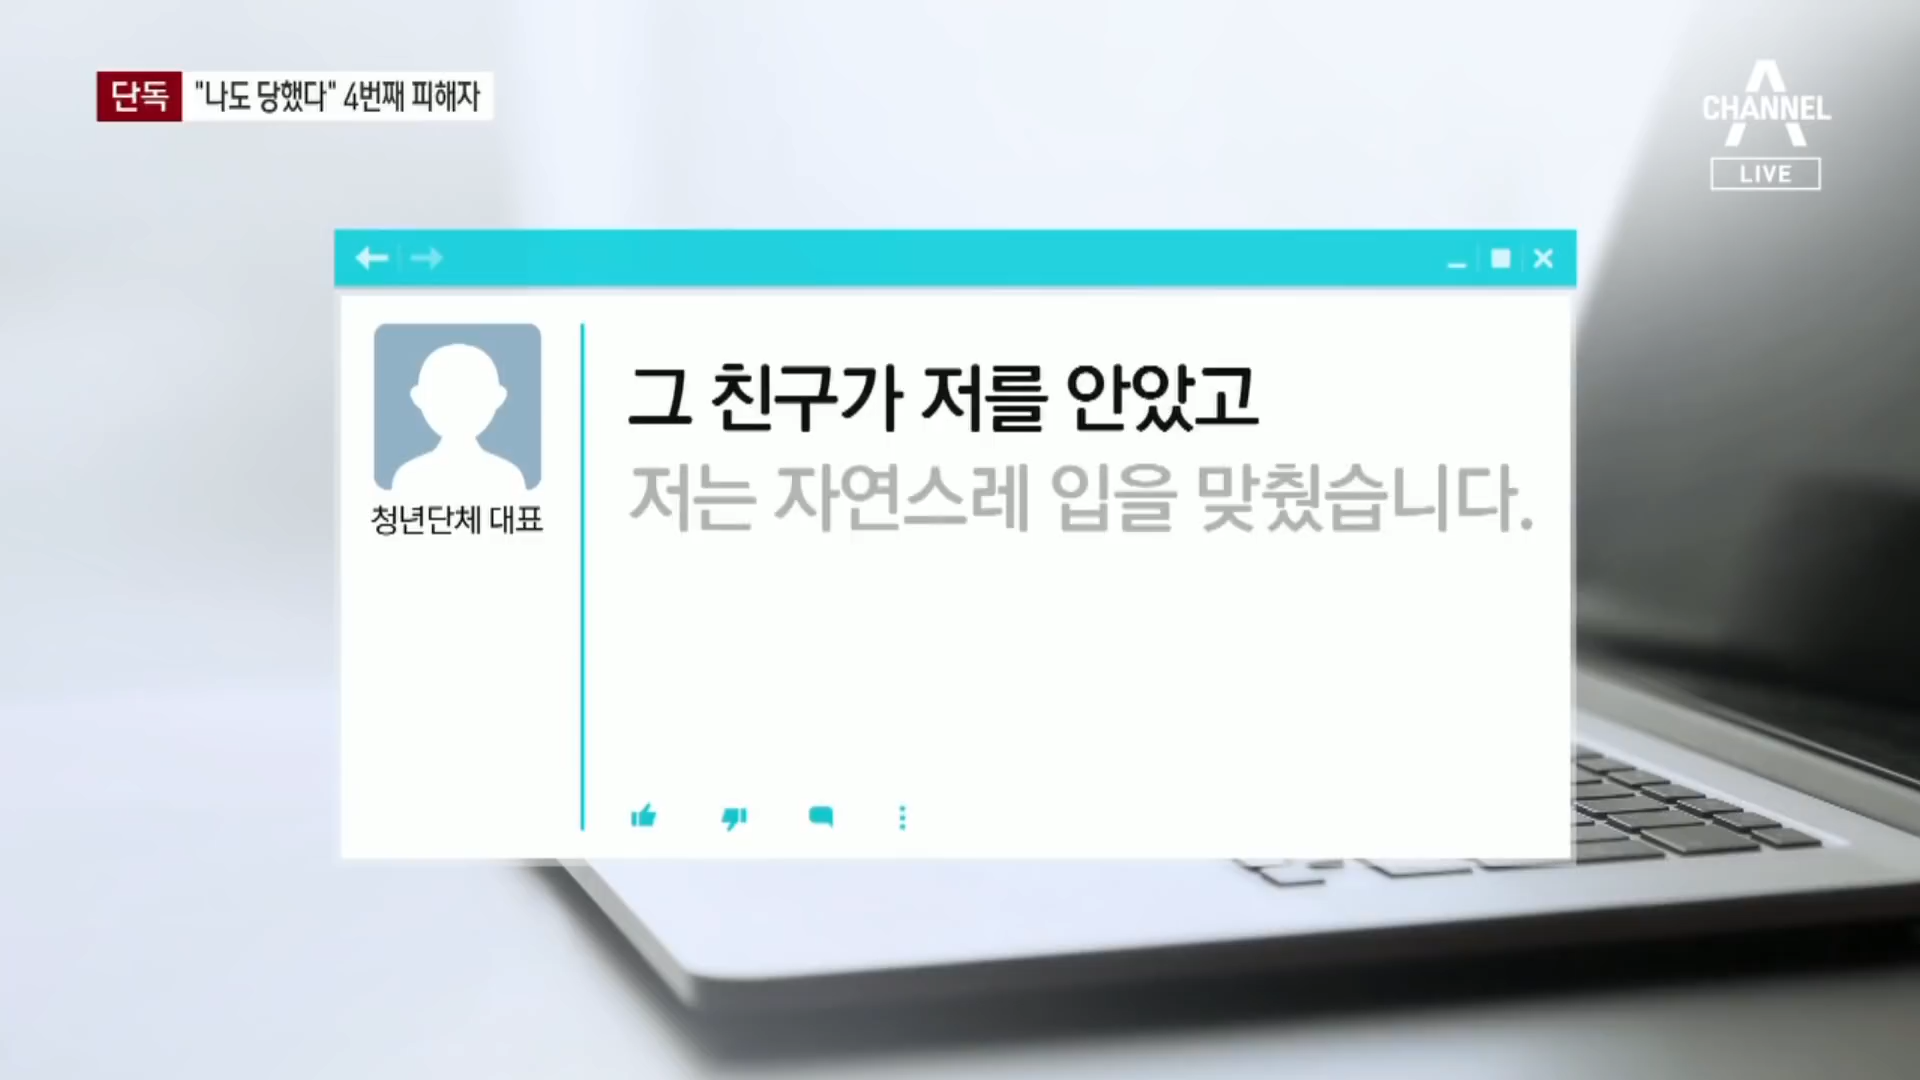 단독 "나도 당했다" 4번째 피해자
CHANNEL A
LIVE
그 친구가 저를 안았고
저는 자연스레 입을 맞췄습니다.
청년단체 대표